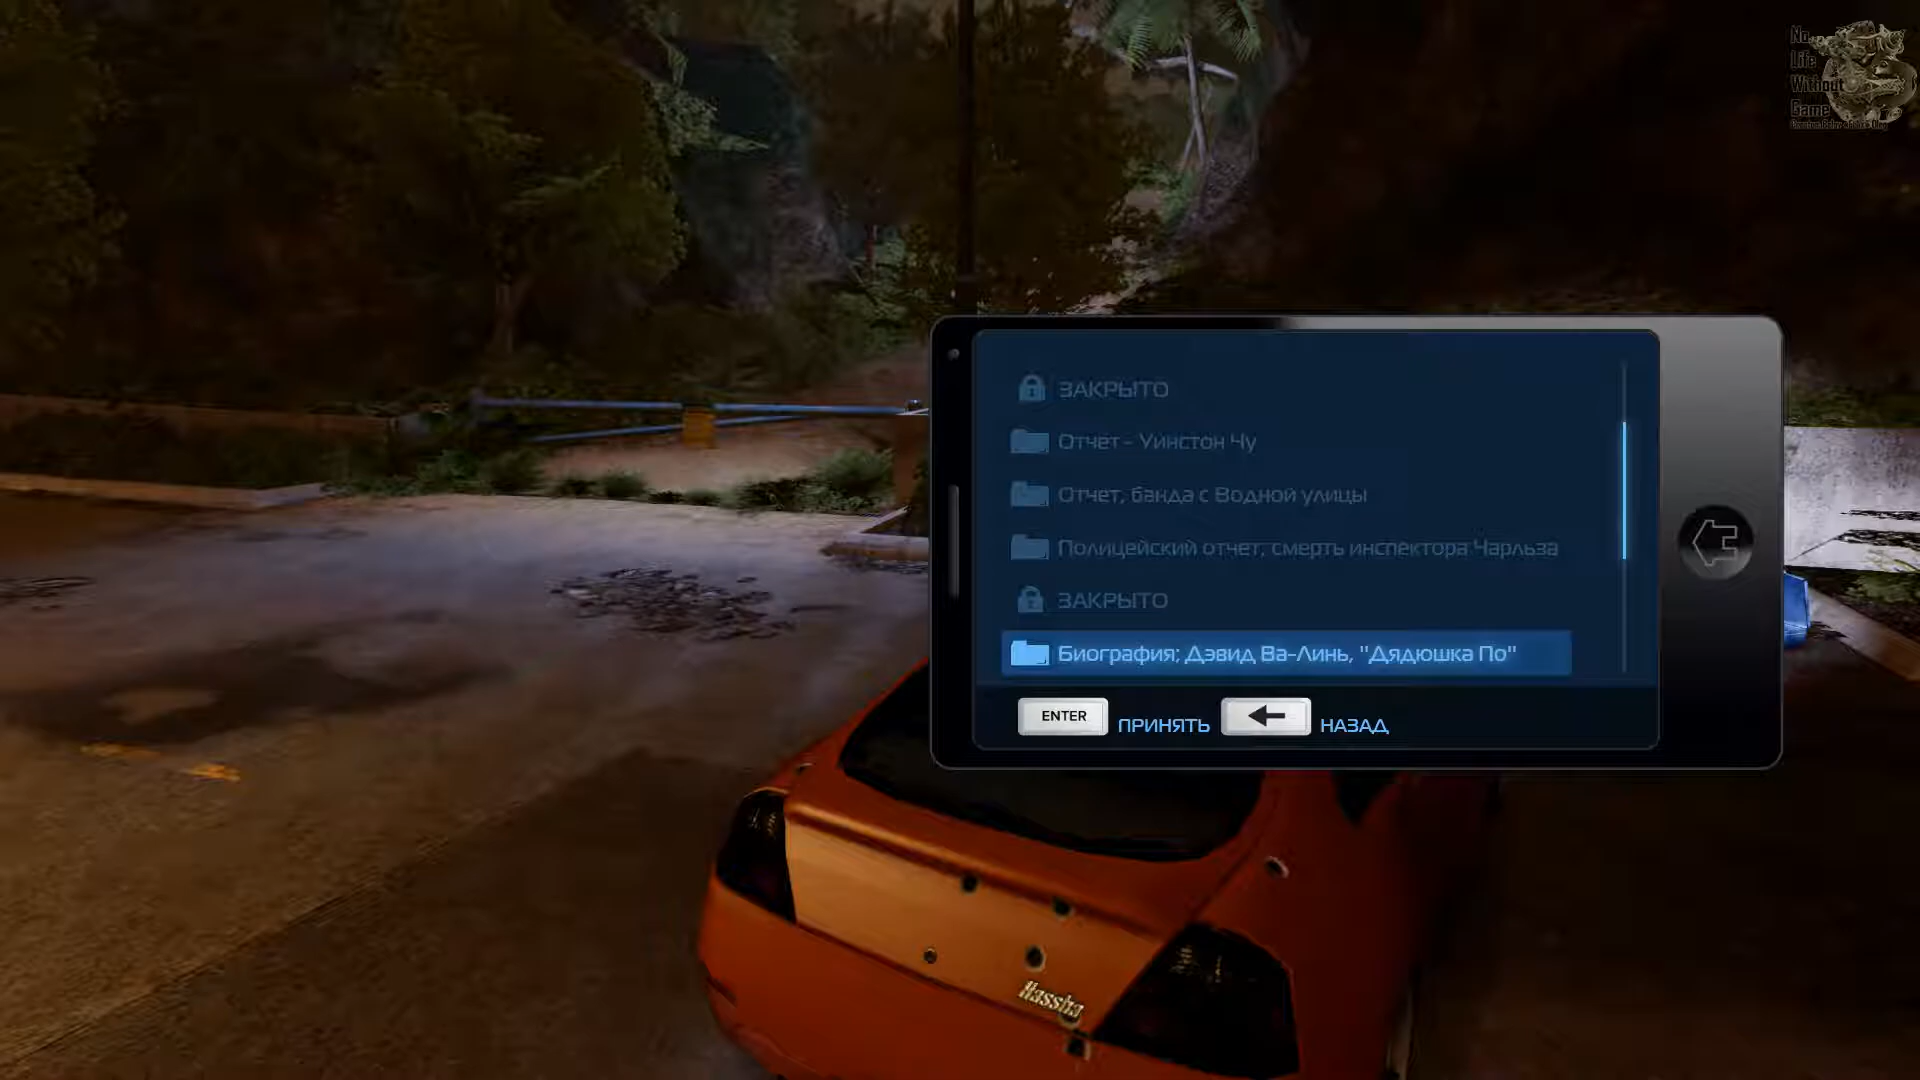 No
Life
Without
Game
ЗАКРЫТО
Отчет - Уинстон Чу
Отчет, банда с Водной улицы
Полицейский отчет, смерть инспектора Чарльза
ЗАКРЫТО
Биография; Дэвид Ва-Линь, "Дядюшка По"
ENTER ПРИНЯТЬ НАЗАД
Hassho